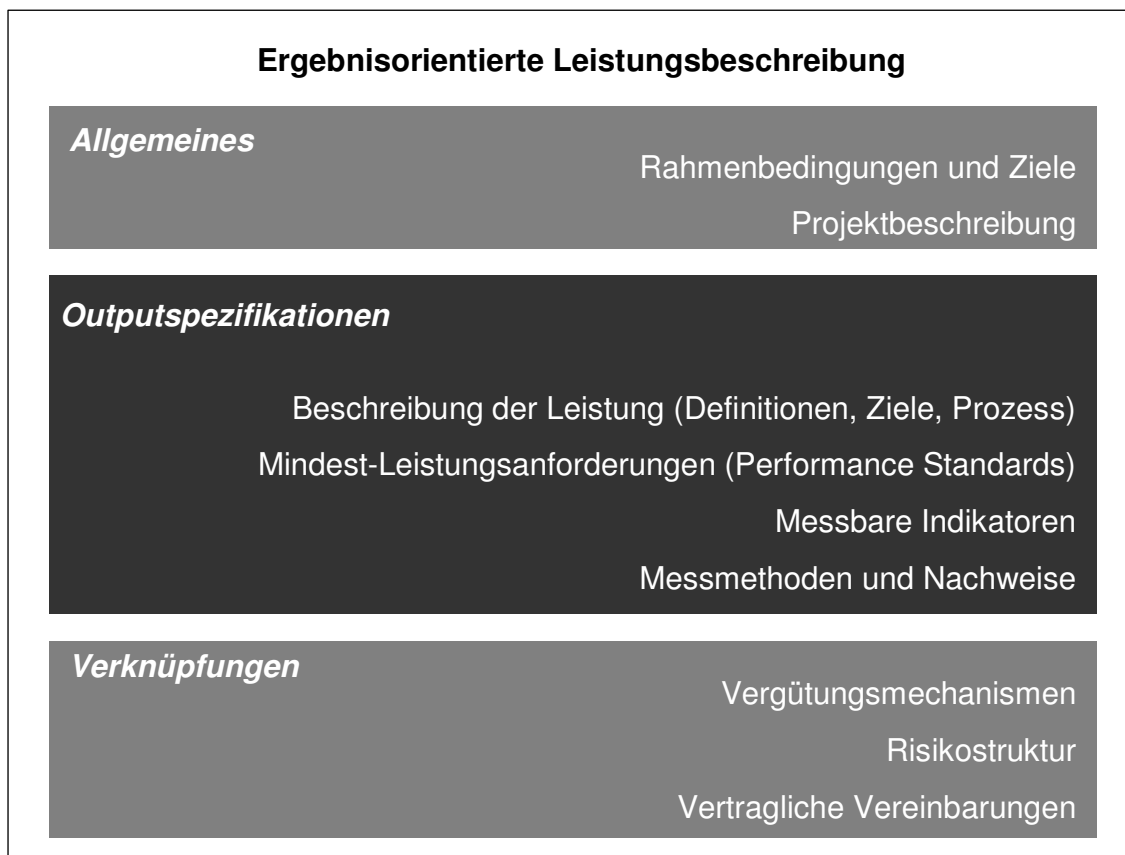 Ergebnisorientierte Leistungsbeschreibung
Allgemeines
Rahmenbedingungen und Ziele
Projektbeschreibung
Outputspezifikationen
Beschreibung der Leistung (Definitionen, Ziele, Prozess)
Mindest-Leistungsanforderungen (Performance Standards)
Messbare Indikatoren
Messmethoden und Nachweise
Verknüpfungen
Vergütungsmechanismen
Risikostruktur
Vertragliche Vereinbarungen